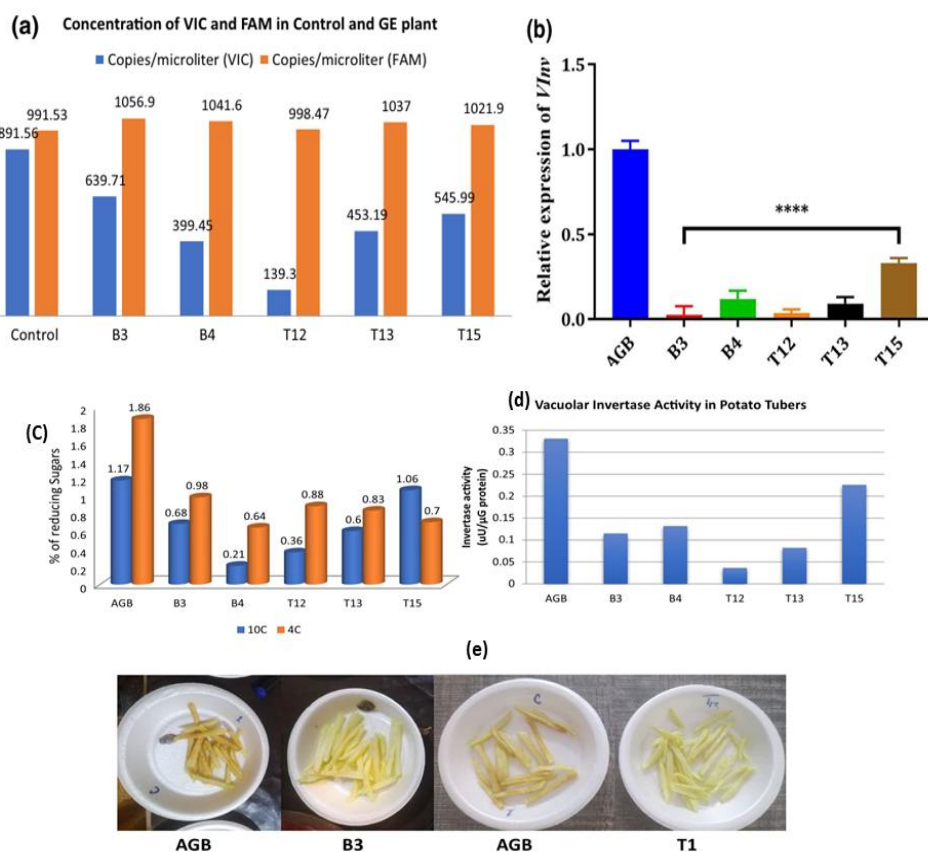 (a) Concentration of VIC and FAM in Control and GE plant
Copies/microliter (VIC) Copies/microliter (FAM)
891.56 991.53 639.71 1056.9 399.45 1041.6 139.3 998.47 453.19 1037 545.99 1021.9
Control B3 B4 T12 T13 T15
(b)
Relative expression of VInv
1.5
1.0
0.5
0.0
****
AGB B3 B4 T12 T13 T15
(C)
% of reducing Sugars
2
1.8
1.6
1.4
1.2
1
0.8
0.6
0.4
0.2
0
1.17 1.86 0.68 0.98 0.21 0.64 0.36 0.88 0.6 0.83 1.06 0.7
AGB B3 B4 T12 T13 T15
10C 4C
(d) Vacuolar Invertase Activity in Potato Tubers
Invertase activity
(uU/µG protein)
0.35
0.3
0.25
0.2
0.15
0.1
0.05
0
AGB B3 B4 T12 T13 T15
(e)
C
AGB B3 AGB T1